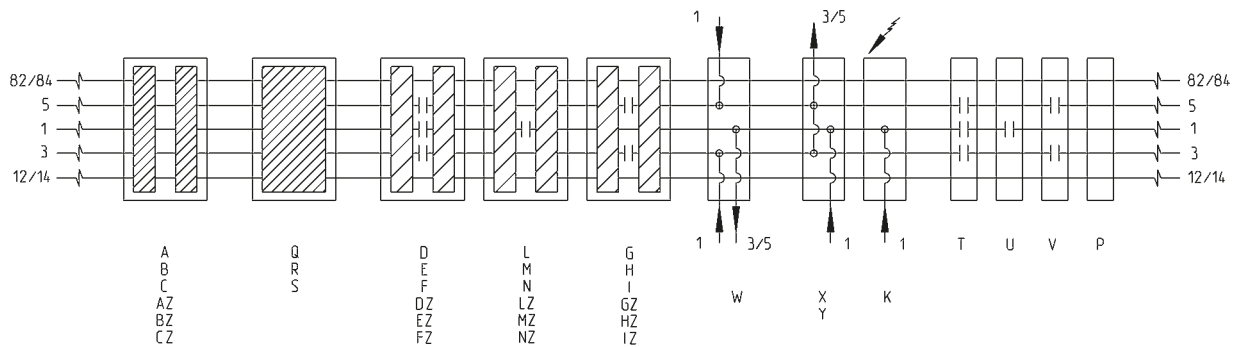 1
3/5
82/84
82/84
5
5
1
1
3
3
12/14
12/14
1
3/5
1
1
A
B
C
AZ
BZ
CZ
Q
R
S
D
E
F
DZ
EZ
FZ
L
M
N
LZ
MZ
NZ
G
H
I
GZ
HZ
IZ
W
X
Y
K
T
U
V
P